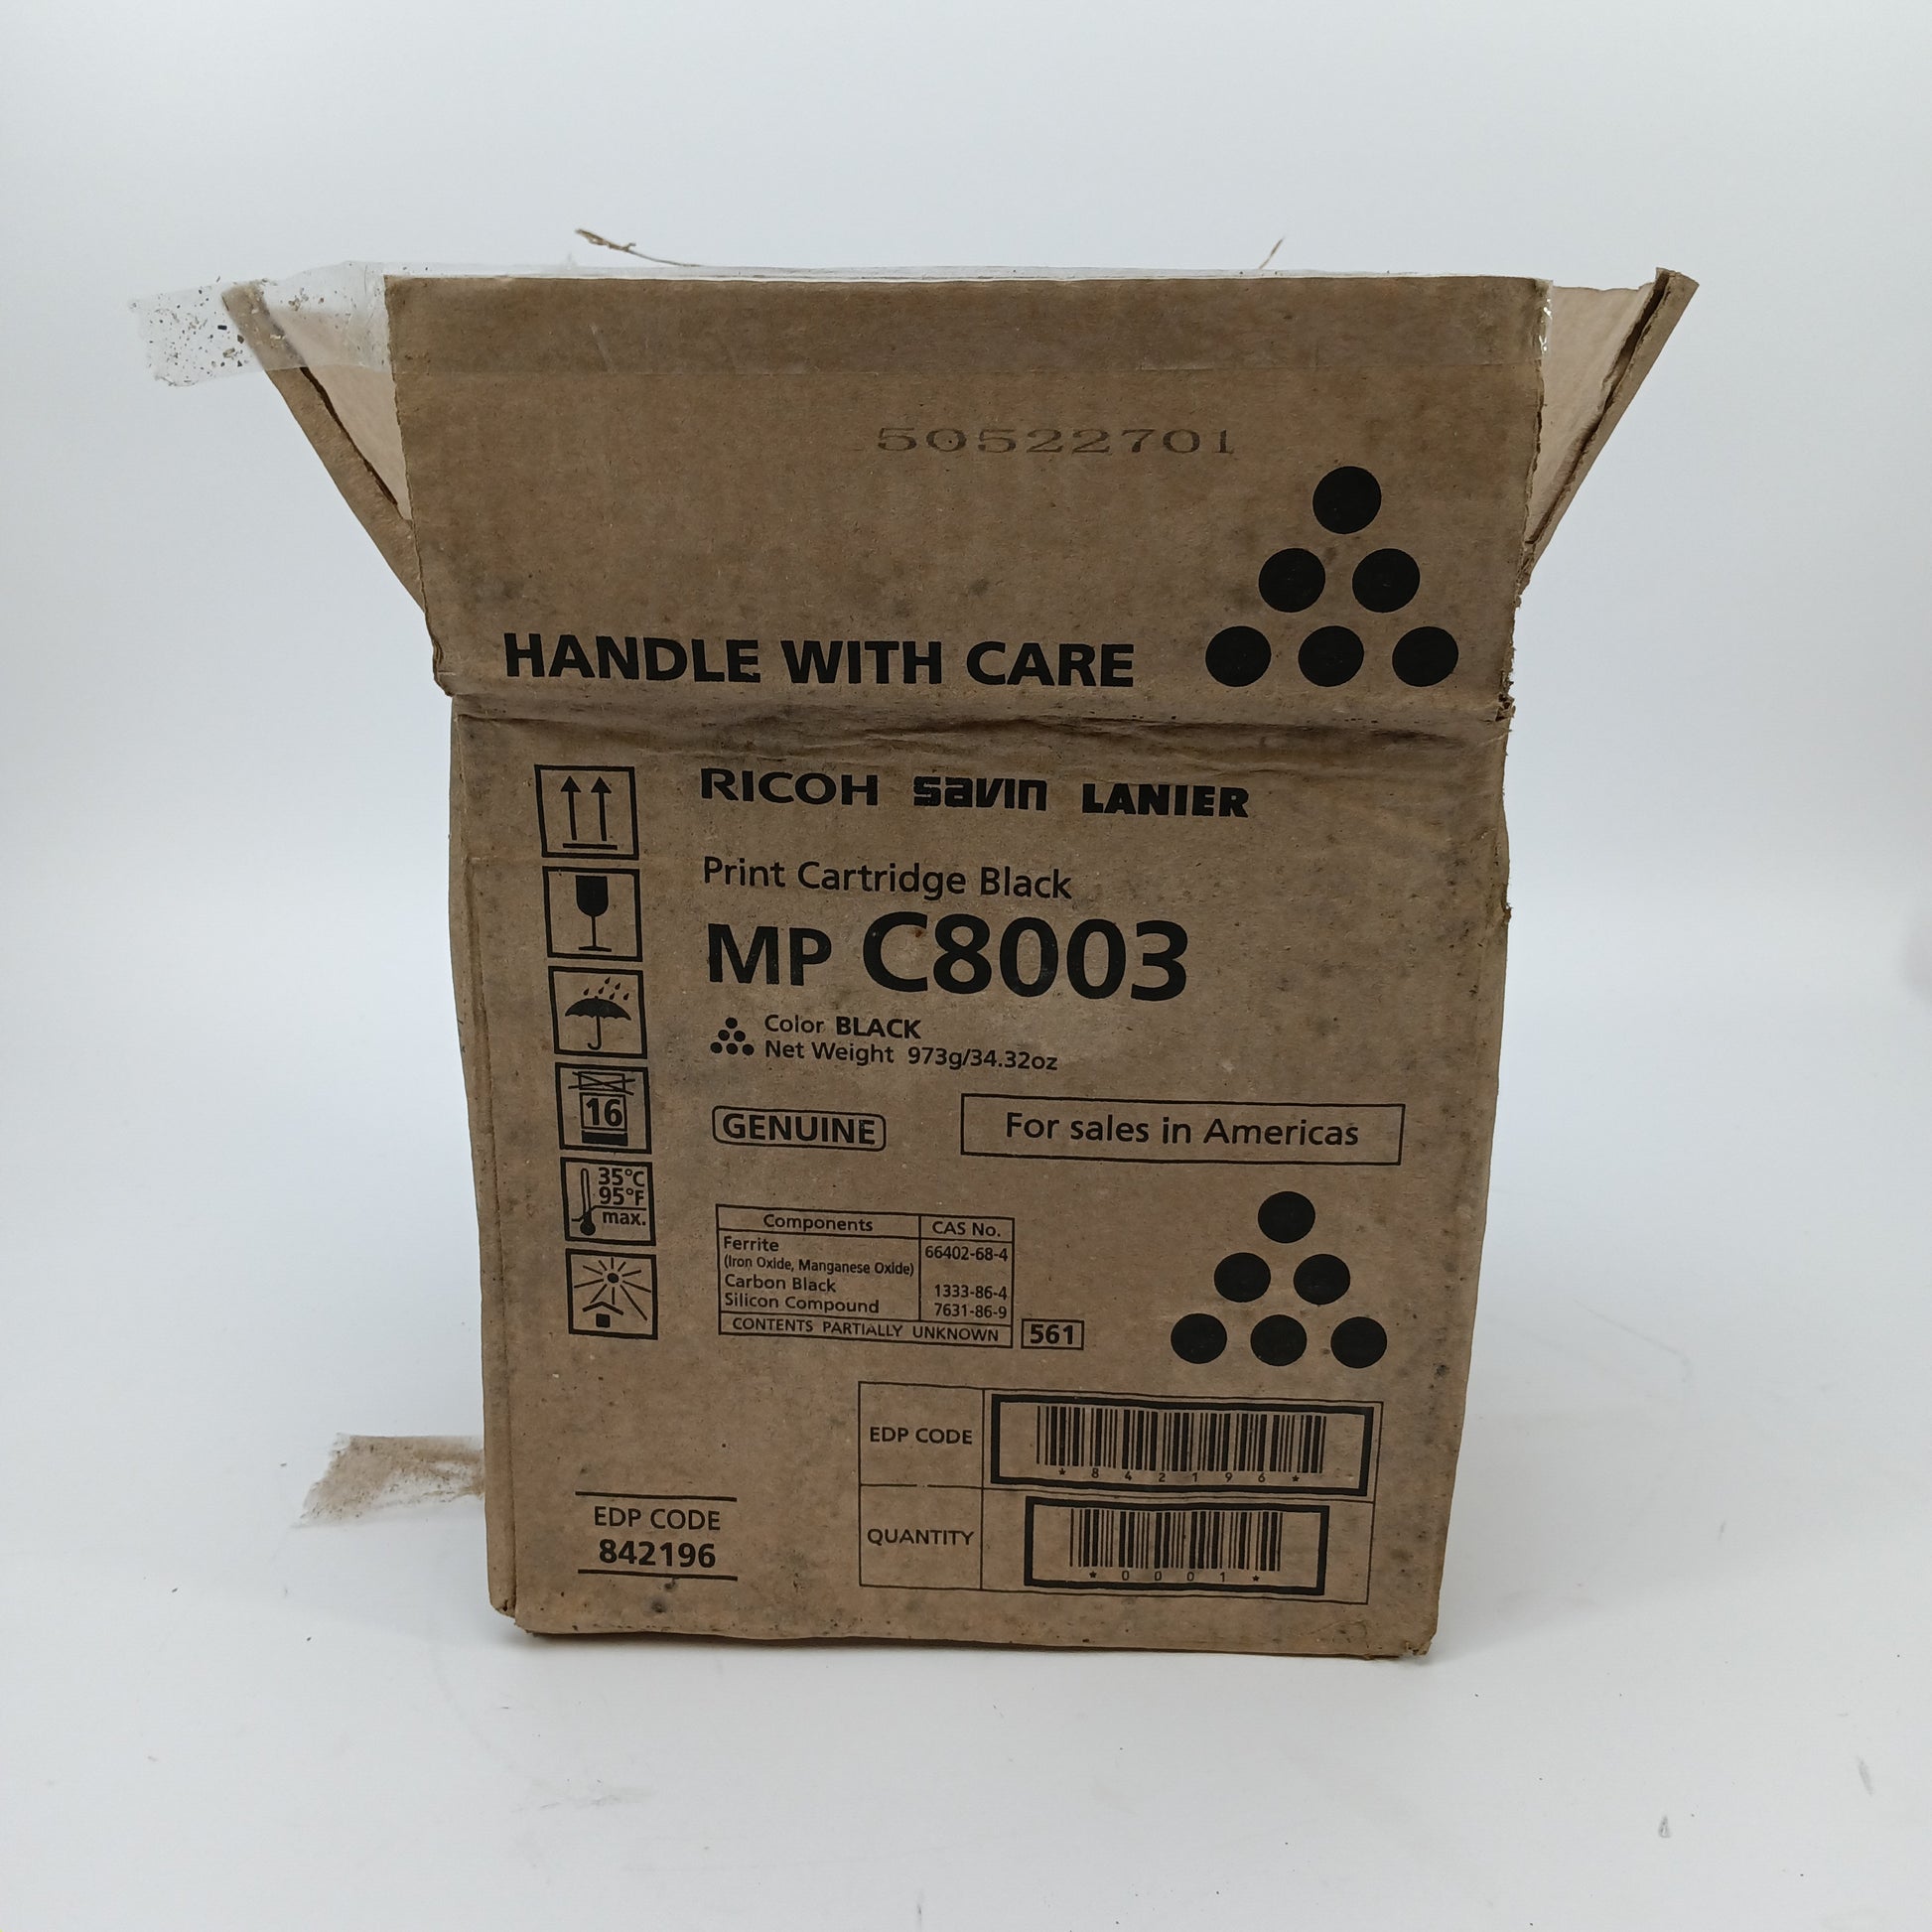 50522701
HANDLE WITH CARE
RICOH savin LANIER
Print Cartridge Black
MP C8003
Color BLACK
Net Weight 973g/34.32oz
16
35°C
95°F
max.
GENUINE
For sales in Americas
Components CAS No.
Ferrite 66402-68-4
(Iron Oxide, Manganese Oxide)
Carbon Black 1333-86-4
Silicon Compound 7631-86-9
CONTENTS PARTIALLY UNKNOWN
561
EDP CODE
*842196*
QUANTITY
*0001*
EDP CODE
842196